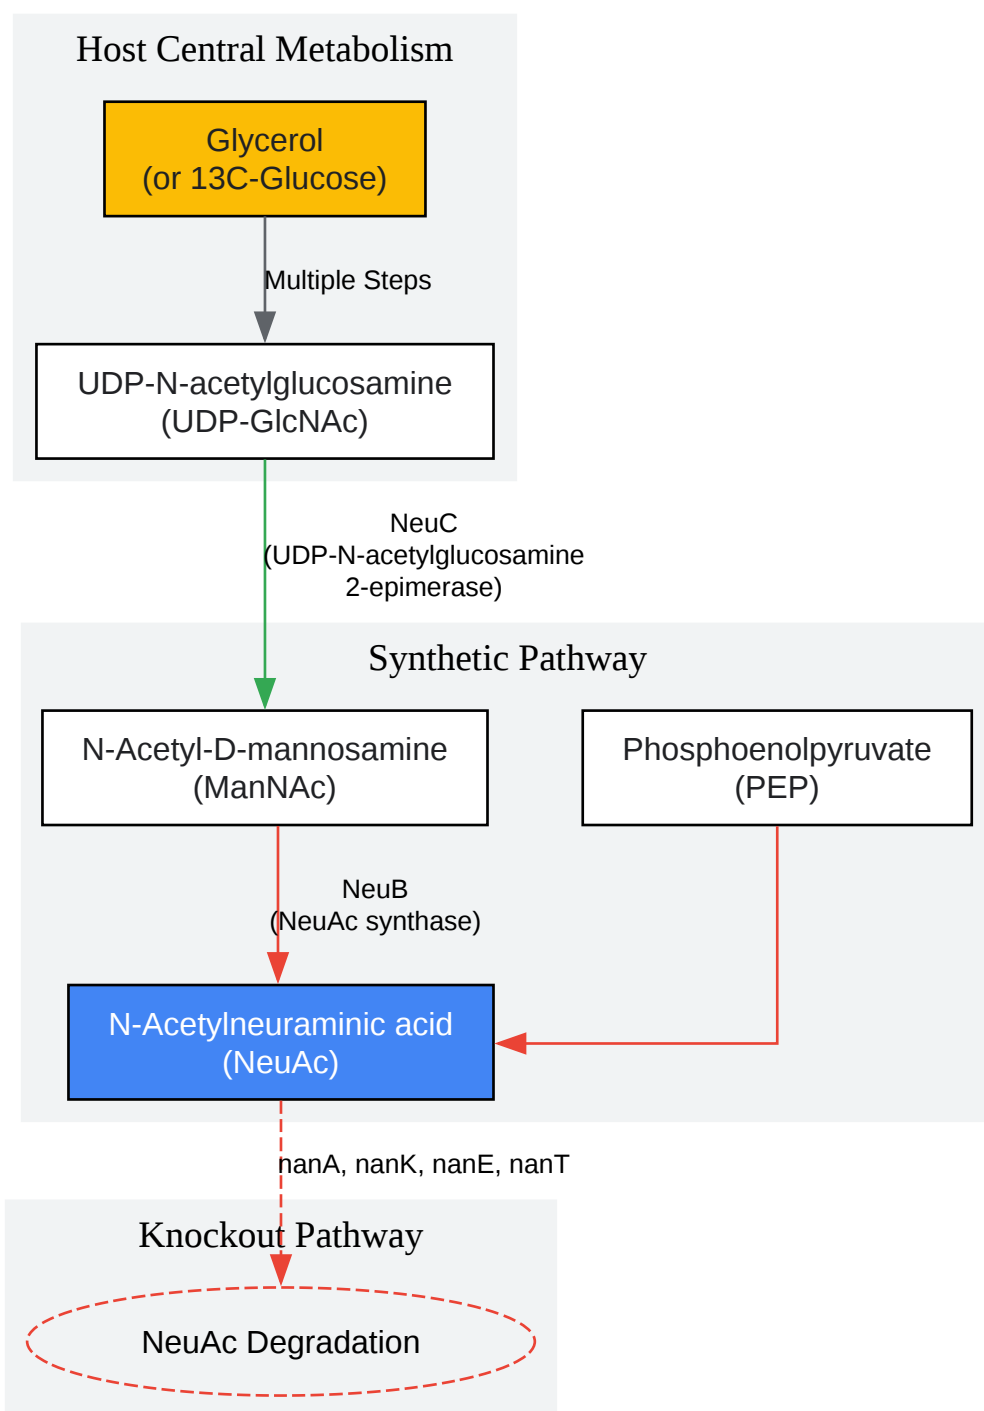 Host Central Metabolism
Glycerol
(or 13C-Glucose)
Multiple Steps
UDP-N-acetylglucosamine
(UDP-GlcNAc)
NeuC
(UDP-N-acetylglucosamine
2-epimerase)
Synthetic Pathway
N-Acetyl-D-mannosamine
(ManNAc)
Phosphoenolpyruvate
(PEP)
NeuB
(NeuAc synthase)
N-Acetylneuraminic acid
(NeuAc)
nanA, nanK, nanE, nanT
Knockout Pathway
NeuAc Degradation